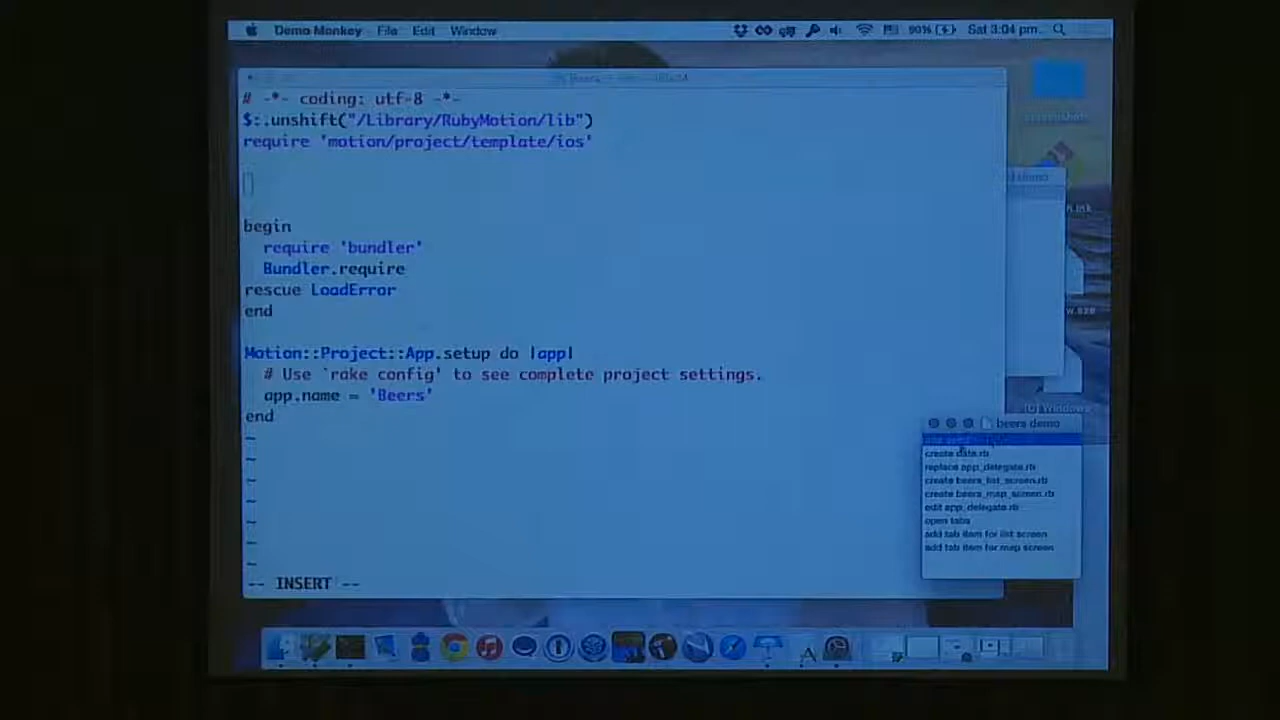 Demo Monkey File Edit Window 90% Sat 3:04 pm
# -*- coding: utf-8 -*-
$:.unshift("/Library/RubyMotion/lib")
require 'motion/project/template/ios'
begin
require 'bundler'
Bundler.require
rescue LoadError
end
Motion::Project::App.setup do |app|
# Use `rake config' to see complete project settings.
app.name = 'Beers'
end
~
~
~
~
~
~
~
-- INSERT --
beers demo
create data.rb
replace app_delegate.rb
create beers_list_screen.rb
create beers_map_screen.rb
edit app_delegate.rb
open tabs
add tab item for list screen
add tab item for map screen